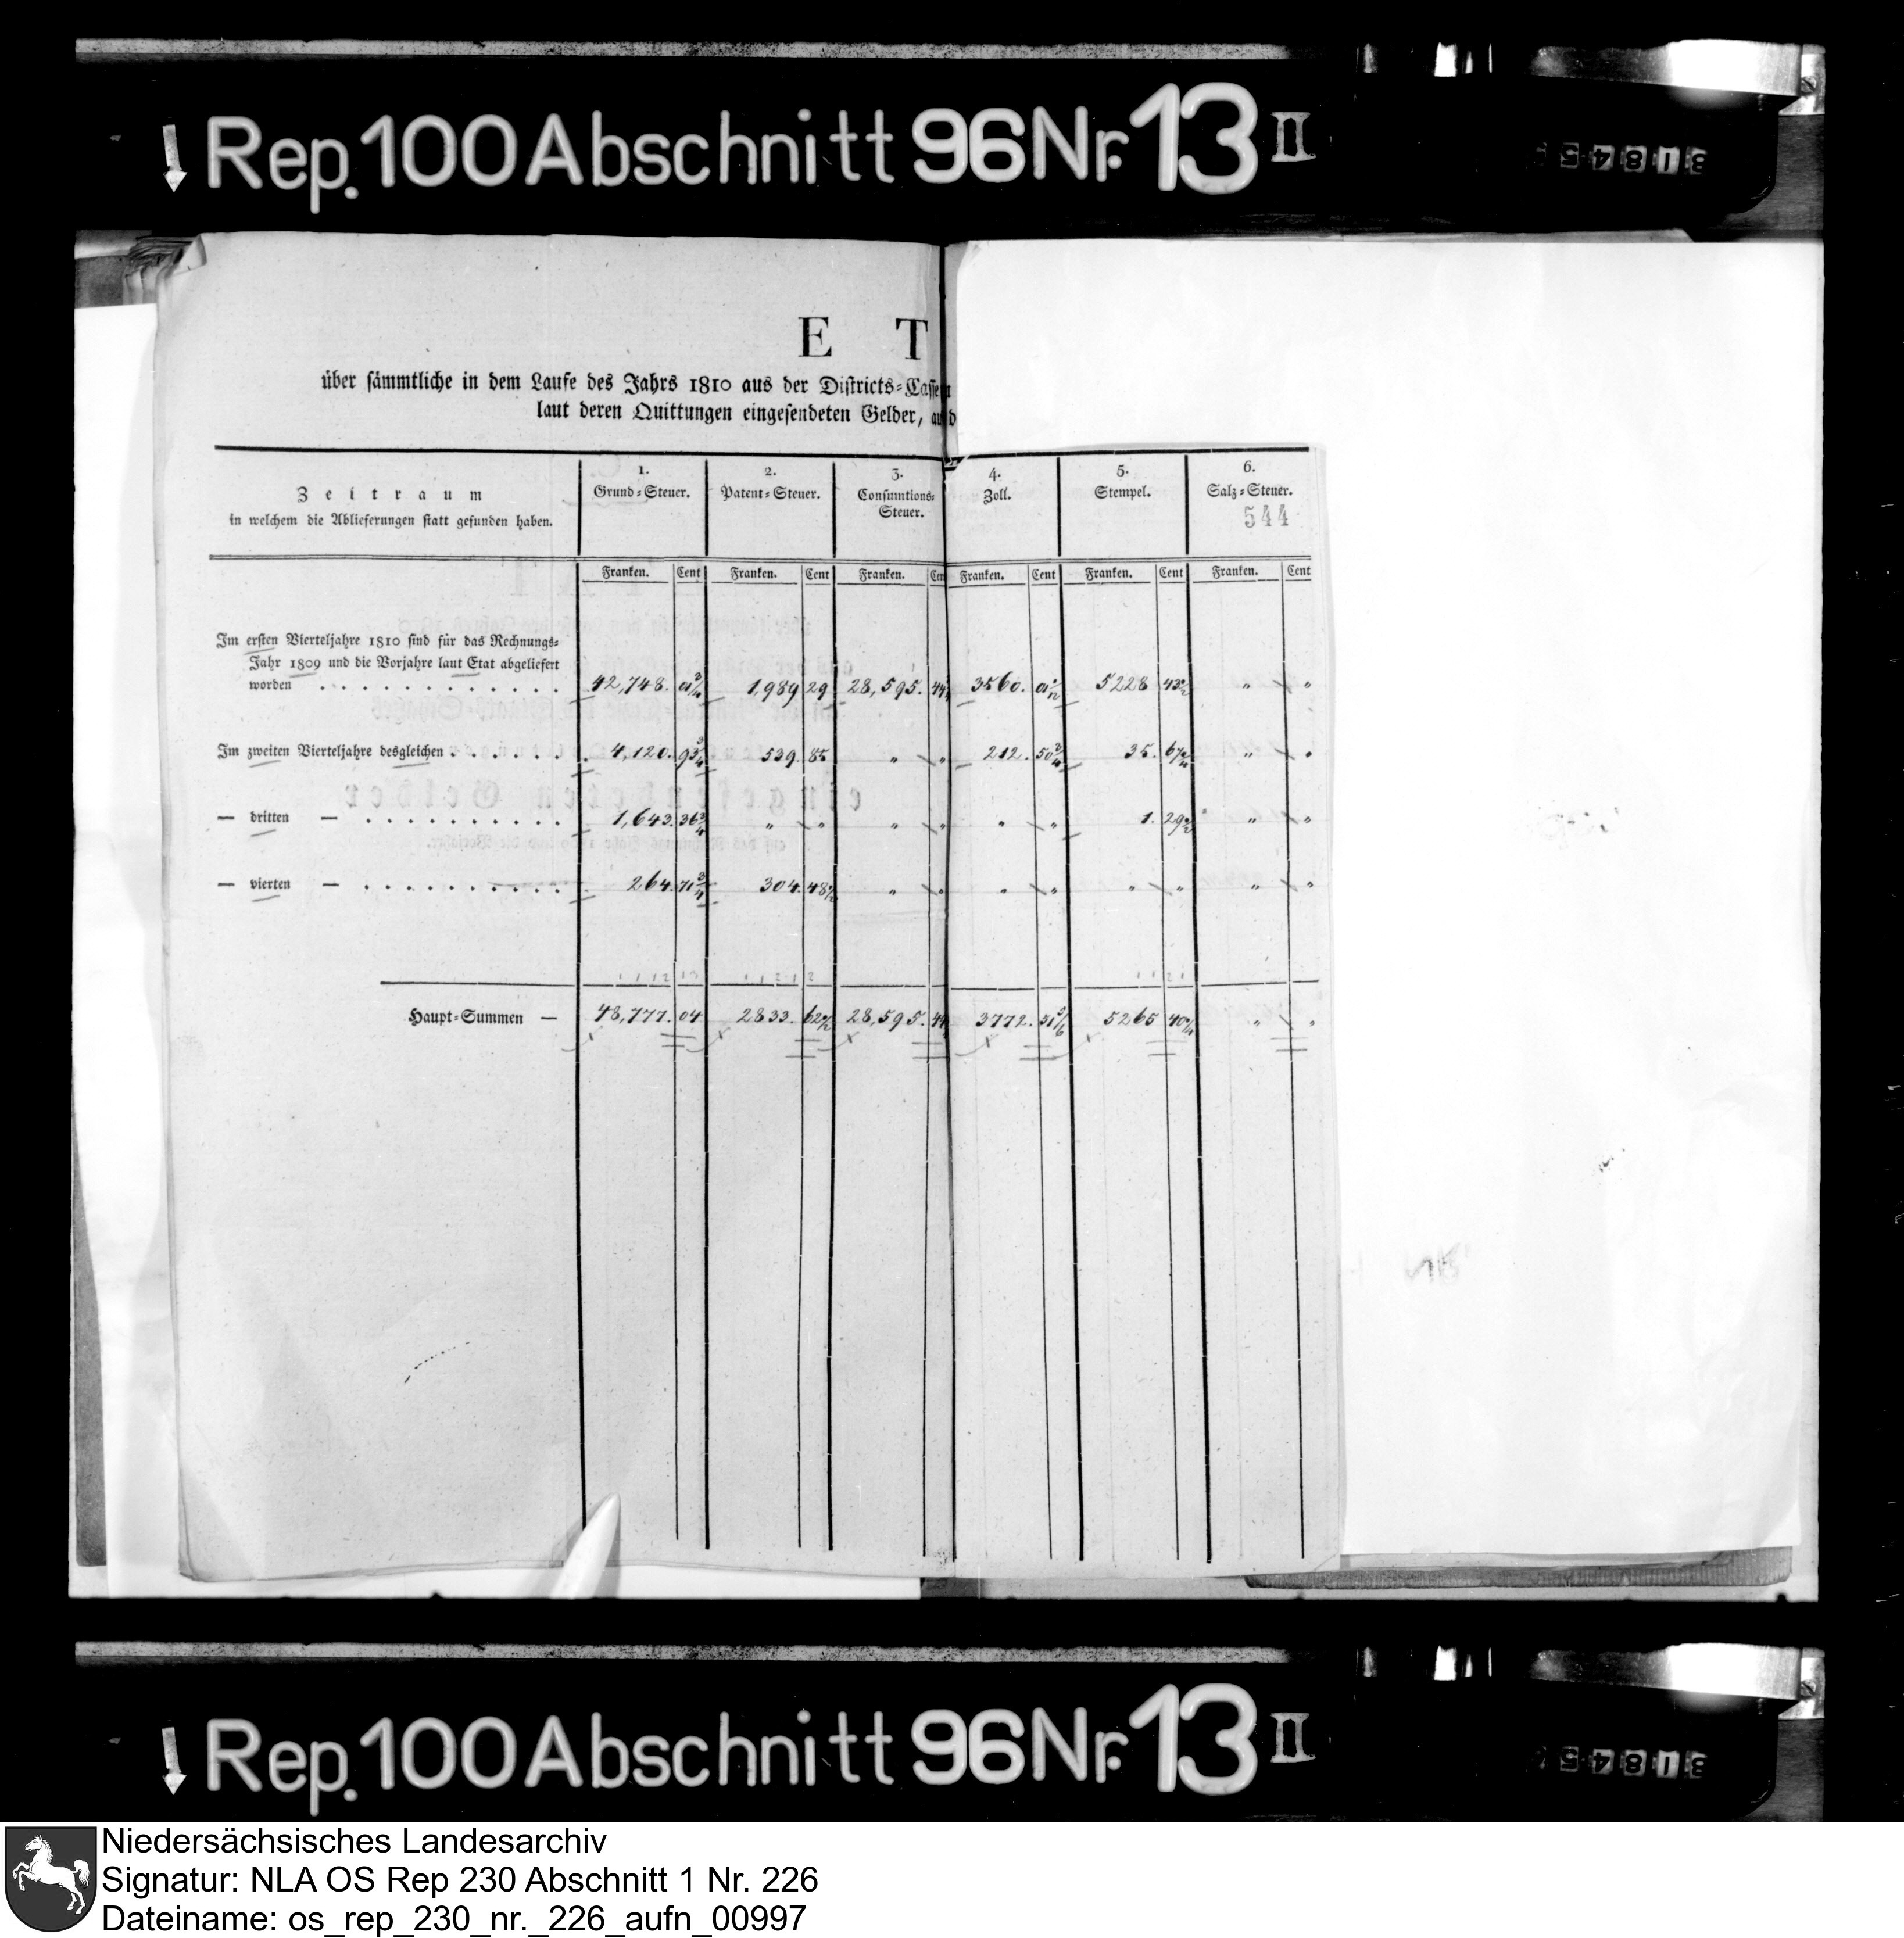 Rep. 100 Abschnitt 96 Nr. 13 II
E T
über sämmtliche in dem Laufe des Jahrs 1810 aus der Districts-Casse
laut deren Quittungen eingesendeten Gelder,
Zeitraum
in welchem die Ablieferungen statt gefunden haben.
1. Grund-Steuer. 2. Patent-Steuer. 3. Consumtions-Steuer. 4. Zoll. 5. Stempel. 6. Salz-Steuer.
544
Franken. Cent Franken. Cent Franken. Cen Franken. Cent Franken. Cent Franken. Cent
Im ersten Vierteljahre 1810 sind für das Rechnungs-
Jahr 1809 und die Vorjahre laut Etat abgeliefert
worden . . . . . . . . . . . . 42,748. 1,989 29 28,595. 44 3560. 5228 " "
Im zweiten Vierteljahre desgleichen . . . . . . 4,120. 539. 85 " " 212. 35. " "
— dritten — . . . . . . . . . . 1,643. " " " " " " 1. " "
— vierten — . . . . . . . . . . 264. 304. " " " " " " " "
Haupt-Summen — 48,777. 04 2833. 28,595. 44 3772. 5265 " "
Rep. 100 Abschnitt 96 Nr. 13 II
Niedersächsisches Landesarchiv
Signatur: NLA OS Rep 230 Abschnitt 1 Nr. 226
Dateiname: os_rep_230_nr._226_aufn_00997